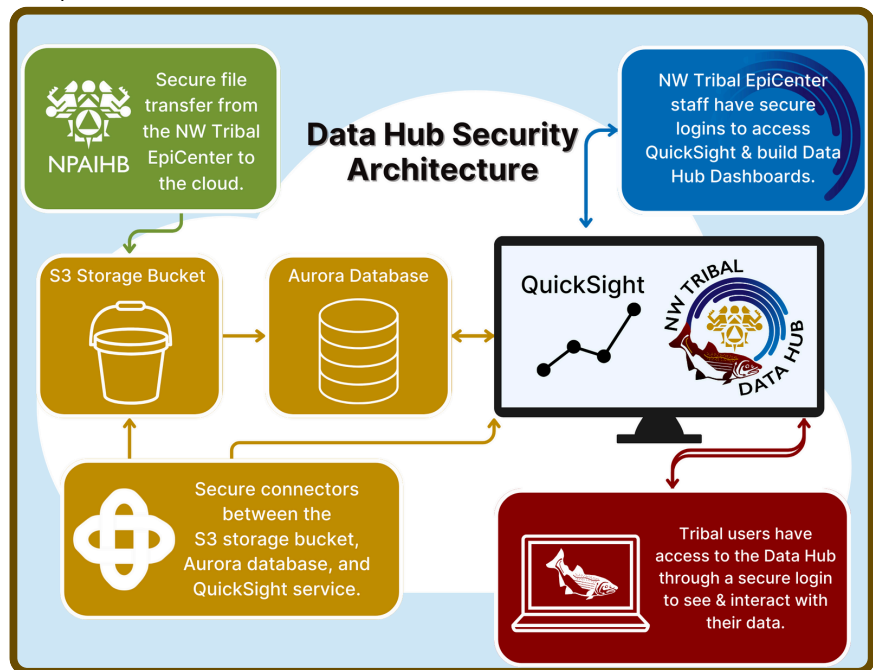 Data Hub Security
Architecture
NPAIHB
Secure file
transfer from
the NW Tribal
EpiCenter to
the cloud.
NW Tribal EpiCenter
staff have secure
logins to access
QuickSight & build Data
Hub Dashboards.
S3 Storage Bucket
Aurora Database
QuickSight
NW TRIBAL
DATA HUB
Secure connectors
between the
S3 storage bucket,
Aurora database, and
QuickSight service.
Tribal users have
access to the Data Hub
through a secure login
to see & interact with
their data.